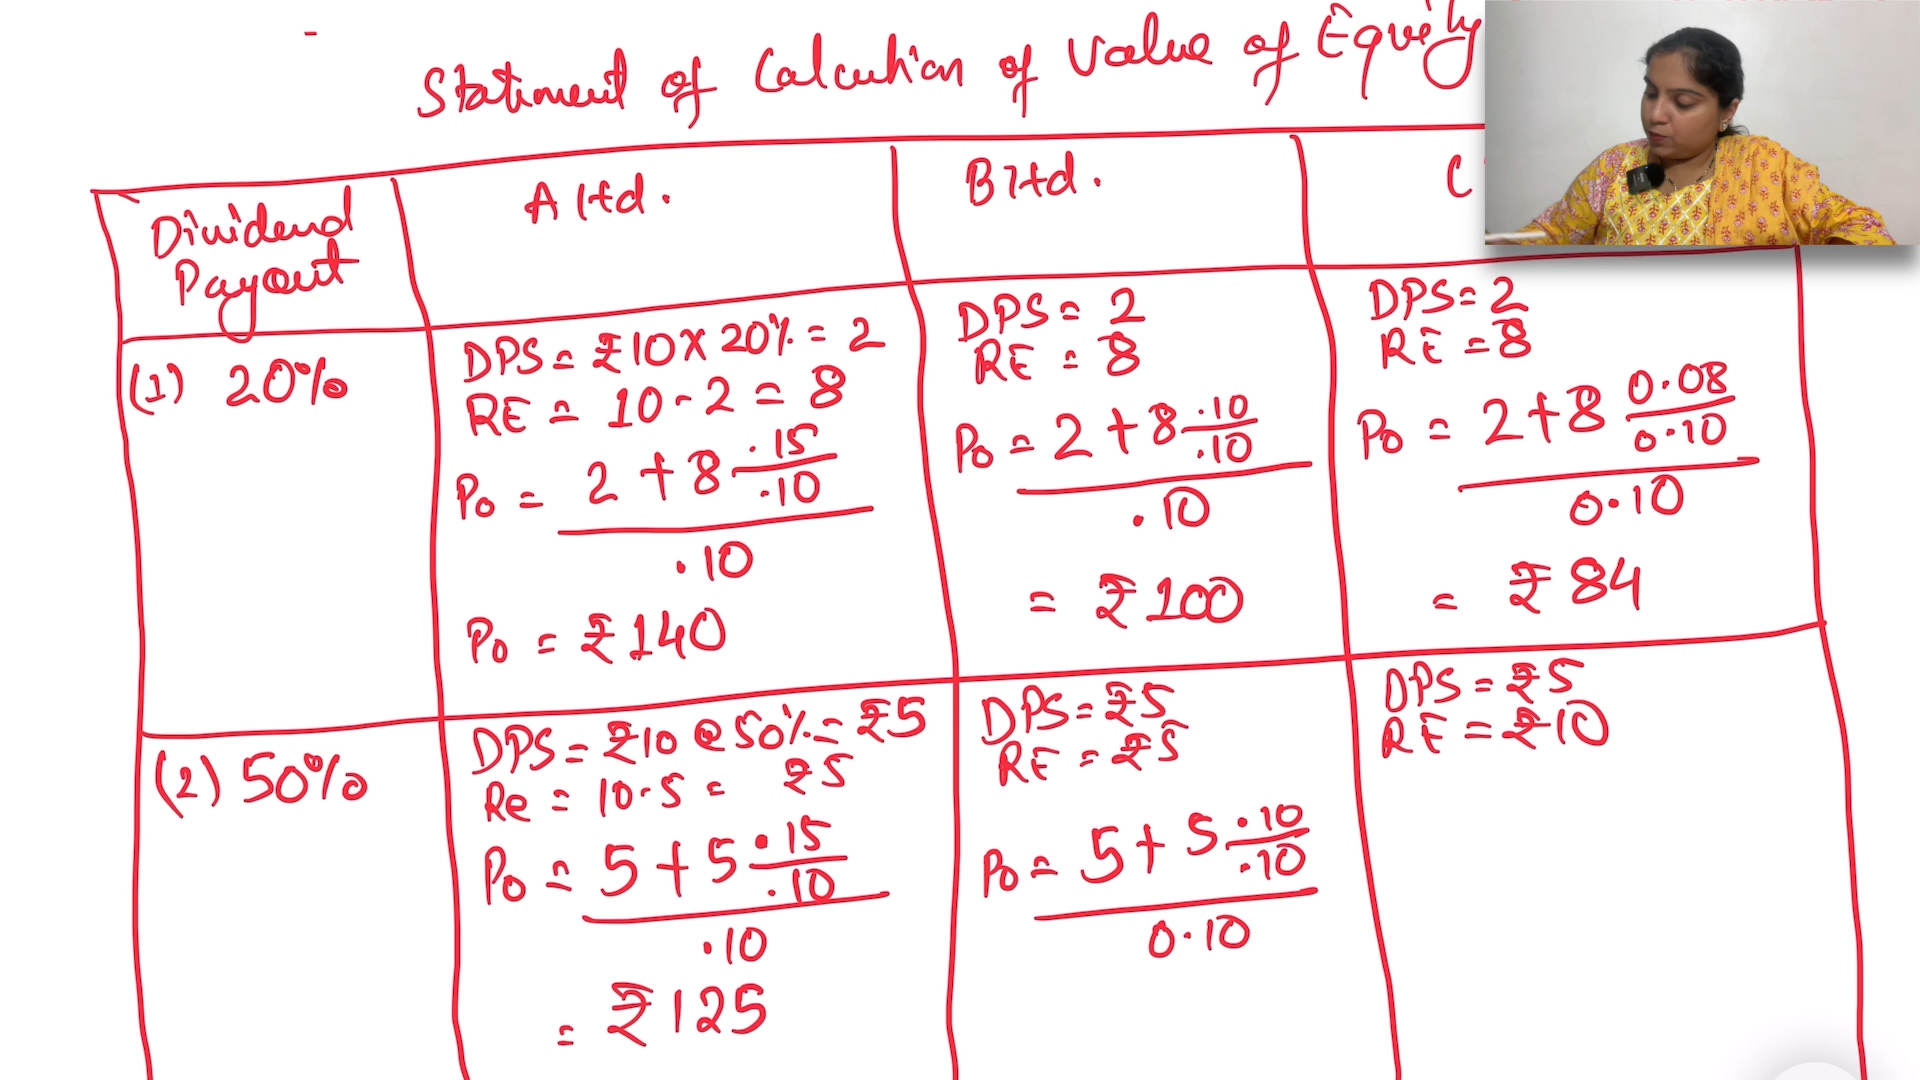 Statiment of Calcution of Value of Equity
Dividend
Payout
A ltd.
B ltd.
C
(1) 20%
DPS = ₹10 X 20% = 2
RE = 10 - 2 = 8
Po = 2 + 8 .15/.10
.10
Po = ₹140
DPS = 2
RE = 8
Po = 2 + 8 .10/.10
.10
= ₹100
DPS = 2
RE = 8
Po = 2 + 8 0.08/0.10
0.10
= ₹84
(2) 50%
DPS = ₹10 @ 50% = ₹5
Re = 10 - 5 = ₹5
Po = 5 + 5 .15/.10
.10
= ₹125
DPS = ₹5
RE = ₹5
Po = 5 + 5 .10/.10
0.10
DPS = ₹5
RE = ₹10